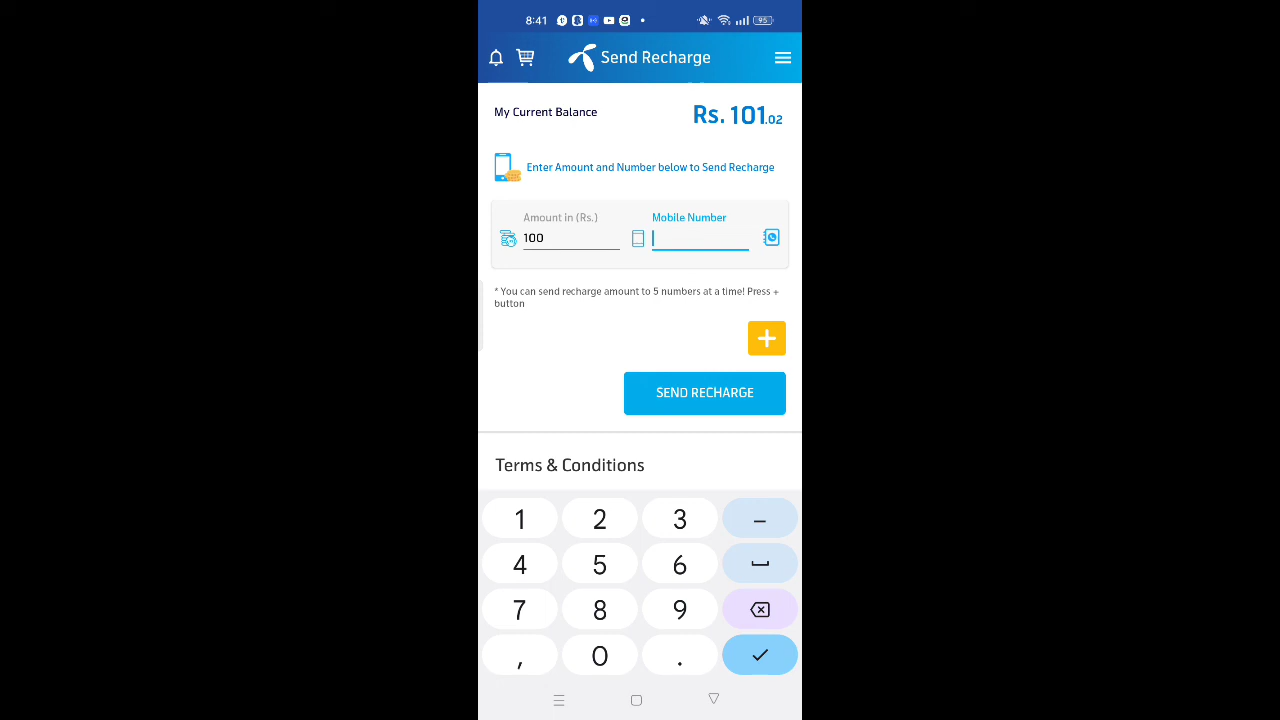 8:41 95
Send Recharge
My Current Balance Rs. 101.02
Enter Amount and Number below to Send Recharge
Amount in (Rs.) Mobile Number
100
* You can send recharge amount to 5 numbers at a time! Press +
button
+
SEND RECHARGE
Terms & Conditions
1 2 3 –
4 5 6
7 8 9
, 0 .